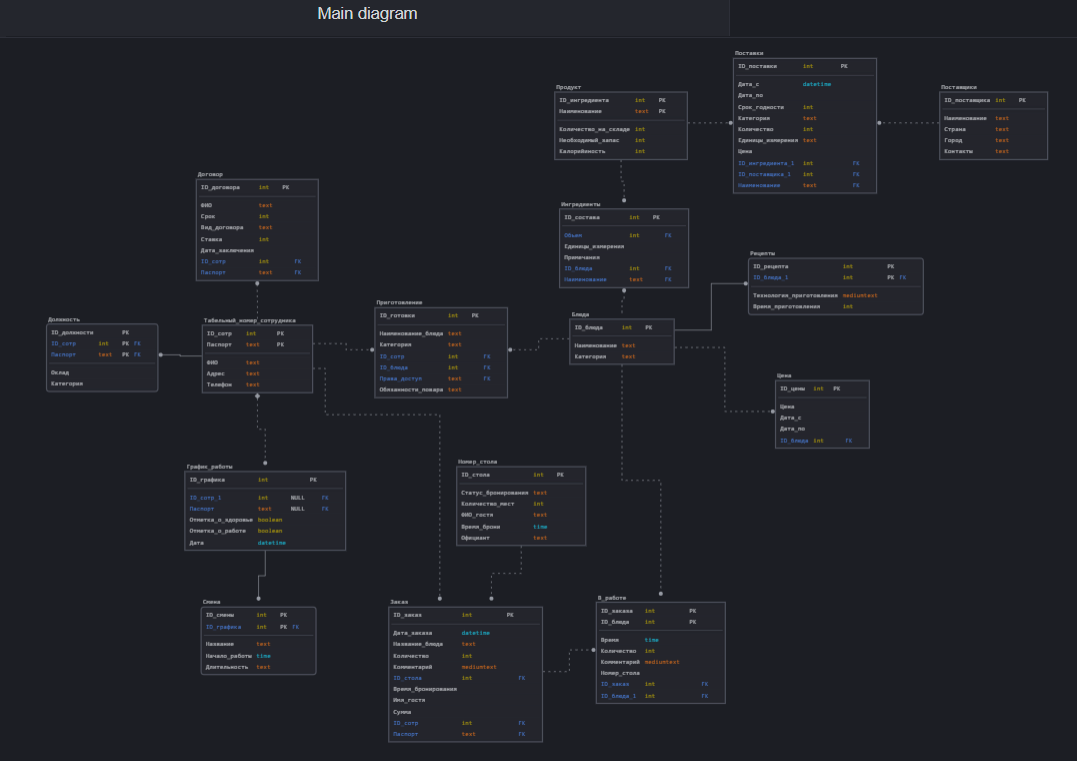 Main diagram
Поставки
ID_поставки int PK
Дата_с datetime
Дата_по
Срок_годности int
Категория text
Количество int
Единицы_измерения text
Цена
ID_ингредиента_1 int FK
ID_поставщика_1 int FK
Наименование text FK
Продукт
ID_ингредиента int PK
Наименование text PK
Количество_на_складе int
Необходимый_запас int
Калорийность int
Поставщики
ID_поставщика int PK
Наименование text
Страна text
Город text
Контакты text
Договор
ID_договора int PK
ФИО text
Срок int
Вид_договора text
Ставка int
Дата_заключения
ID_сотр int FK
Паспорт text FK
Ингредиенты
ID_состава int PK
Объем int FK
Единицы_измерения
Примечания
ID_блюда int FK
Наименование text FK
Рецепты
ID_рецепта int PK
ID_блюда_1 int PK FK
Технология_приготовления mediumtext
Время_приготовления int
Должность
ID_должности PK
ID_сотр int PK FK
Паспорт text PK FK
Оклад
Категория
Табельный_номер_сотрудника
ID_сотр int PK
Паспорт text PK
ФИО text
Адрес text
Телефон text
Приготовление
ID_готовки int PK
Наименование_блюда text
Категория text
ID_сотр int FK
ID_блюда int FK
Права_доступ text FK
Обязанности_повара text
Блюда
ID_блюда int PK
Наименование text
Категория text
Цена
ID_цены int PK
Цена
Дата_с
Дата_по
ID_блюда int FK
График_работы
ID_графика int PK
ID_сотр_1 int NULL FK
Паспорт text NULL FK
Отметка_о_здоровье boolean
Отметка_о_работе boolean
Дата datetime
Номер_стола
ID_стола int PK
Статус_бронирования text
Количество_мест int
ФИО_гостя text
Время_брони time
Официант text
Смена
ID_смены int PK
ID_графика int PK FK
Название text
Начало_работы time
Длительность text
Заказ
ID_заказ int PK
Дата_заказа datetime
Название_блюда text
Количество int
Комментарий mediumtext
ID_стола int FK
Время_бронирования
Имя_гостя
Сумма
ID_сотр int FK
Паспорт text FK
В_работе
ID_заказа int PK
ID_блюда int PK
Время time
Количество int
Комментарий mediumtext
Номер_стола
ID_заказ int FK
ID_блюда_1 int FK